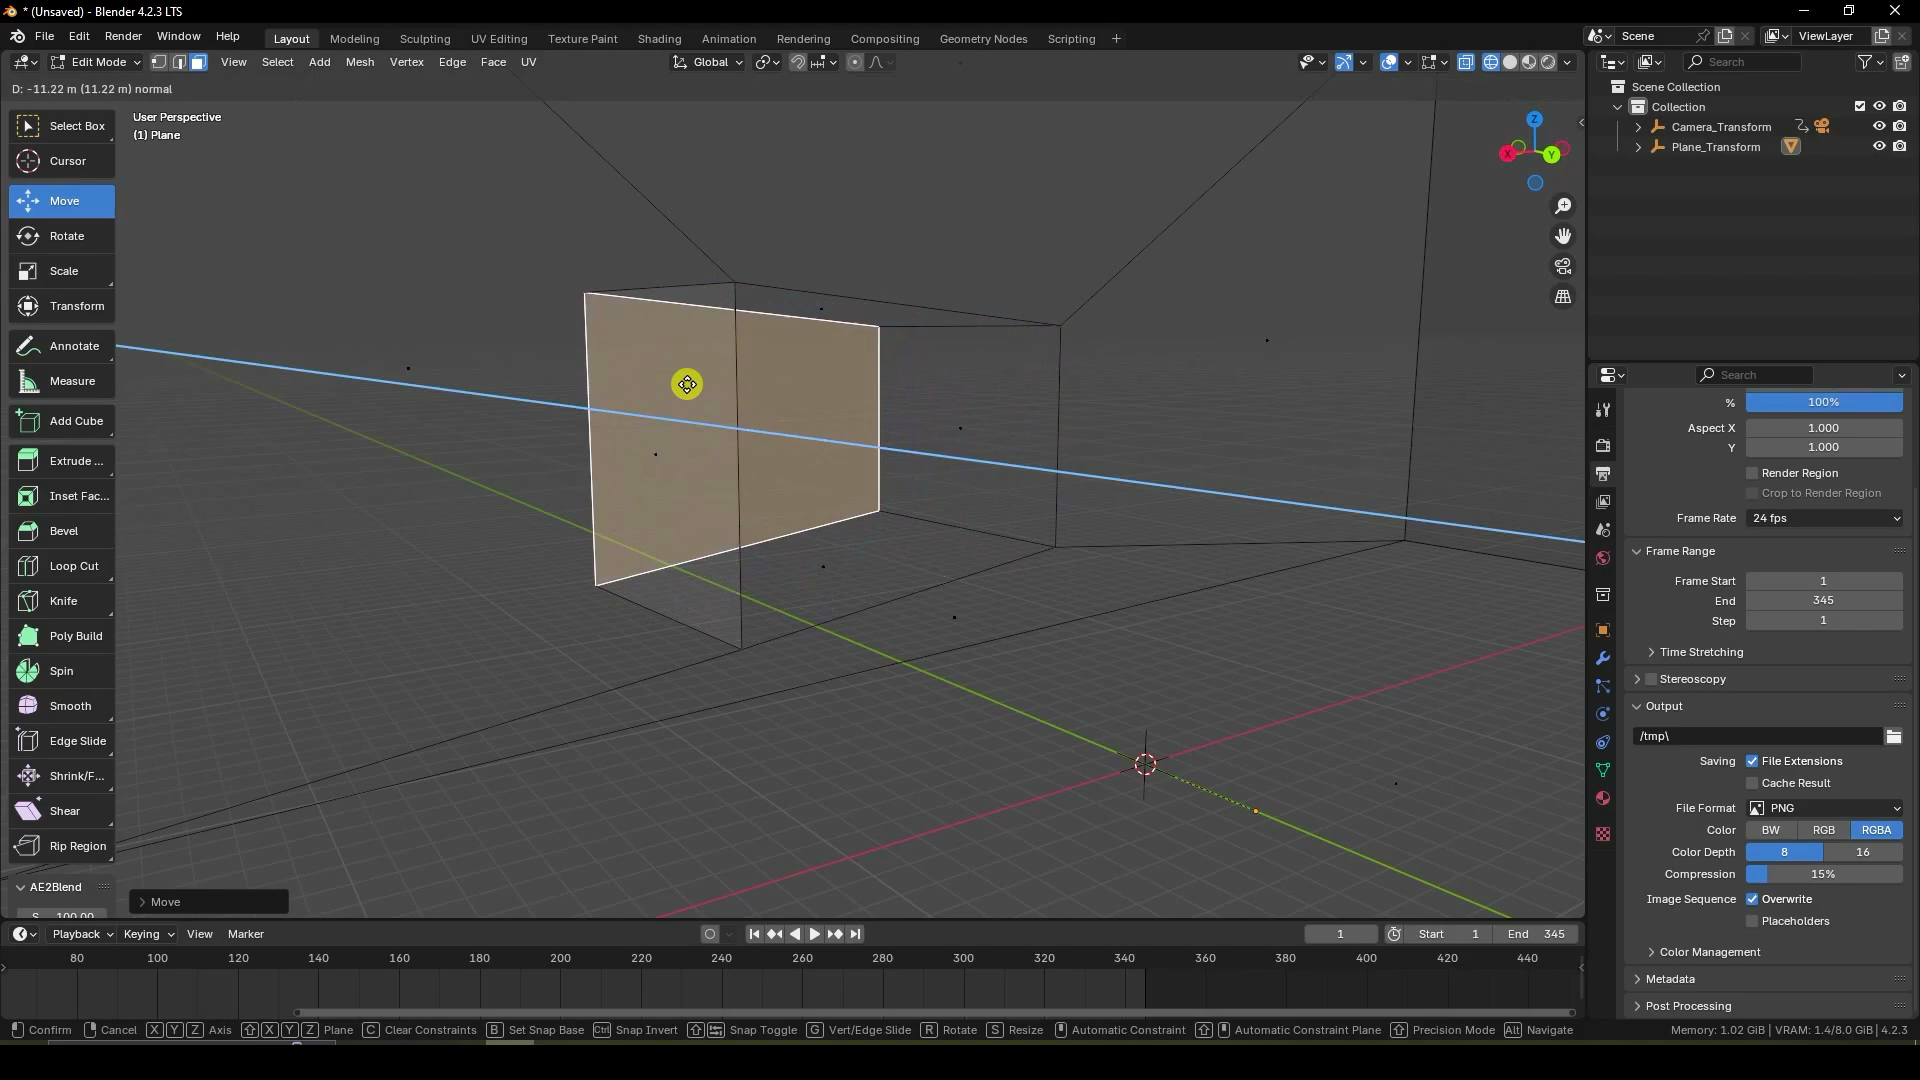 * (Unsaved) - Blender 4.2.3 LTS
File Edit Render Window Help Layout Modeling Sculpting UV Editing Texture Paint Shading Animation Rendering Compositing Geometry Nodes Scripting + Scene ViewLayer
Edit Mode View Select Add Mesh Vertex Edge Face UV Global Search
D: -11.22 m (11.22 m) normal
Scene Collection
Collection
Camera_Transform
Plane_Transform
User Perspective
(1) Plane
Z
X
Y
Select Box
Cursor
Move
Rotate
Scale
Transform
Annotate
Measure
Add Cube
Extrude ...
Inset Fac...
Bevel
Loop Cut
Knife
Poly Build
Spin
Smooth
Edge Slide
Shrink/F...
Shear
Rip Region
AE2Blend
Move
Search
% 100%
Aspect X 1.000
Y 1.000
Render Region
Crop to Render Region
Frame Rate 24 fps
Frame Range
Frame Start 1
End 345
Step 1
Time Stretching
Stereoscopy
Output
/tmp\
Saving File Extensions
Cache Result
File Format PNG
Color BW RGB RGBA
Color Depth 8 16
Compression 15%
Image Sequence Overwrite
Placeholders
Color Management
Metadata
Post Processing
Playback Keying View Marker 1 Start 1 End 345
80 100 120 140 160 180 200 220 240 260 280 300 320 340 360 380 400 420 440
Confirm Cancel X Y Z Axis X Y Z Plane C Clear Constraints B Set Snap Base Ctrl Snap Invert Snap Toggle G Vert/Edge Slide R Rotate S Resize Automatic Constraint Automatic Constraint Plane Precision Mode Alt Navigate Memory: 1.02 GiB | VRAM: 1.4/8.0 GiB | 4.2.3